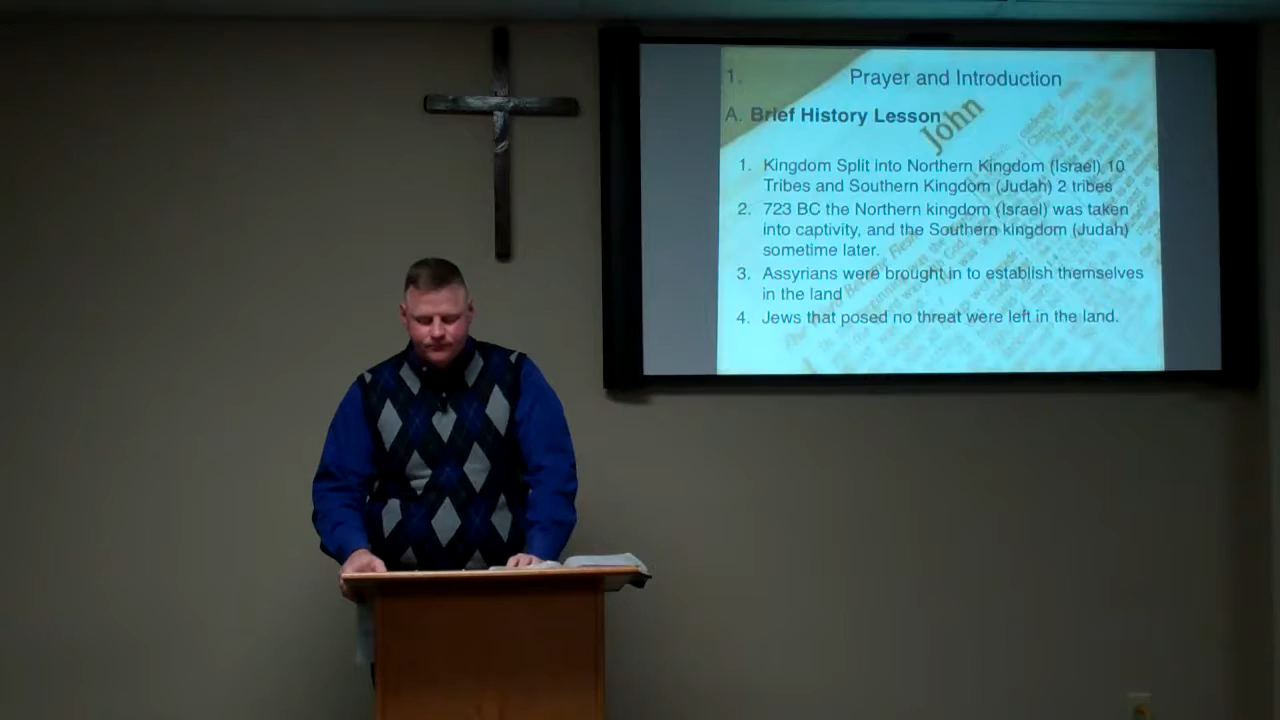 1. Prayer and Introduction
John
A. Brief History Lesson
1. Kingdom Split into Northern Kingdom (Israel) 10
Tribes and Southern Kingdom (Judah) 2 tribes
2. 723 BC the Northern kingdom (Israel) was taken
into captivity, and the Southern kingdom (Judah)
sometime later.
3. Assyrians were brought in to establish themselves
in the land
4. Jews that posed no threat were left in the land.